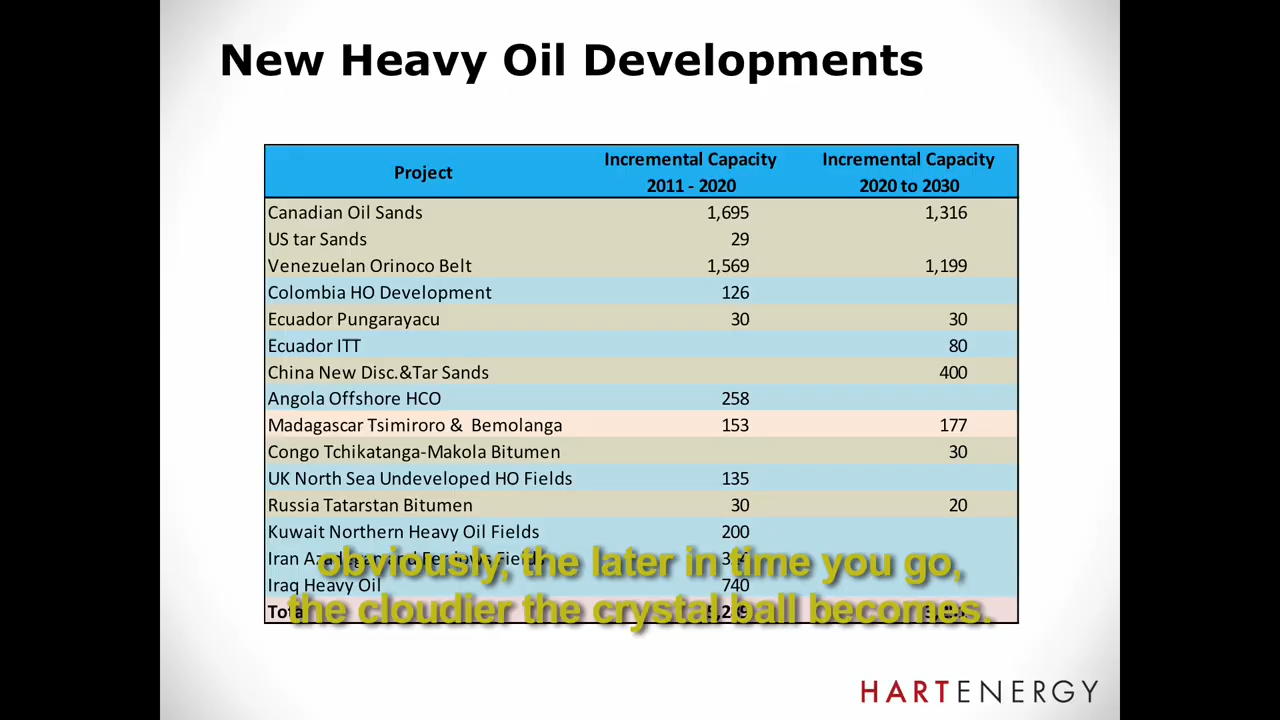 New Heavy Oil Developments
Project Incremental Capacity 2011 - 2020 Incremental Capacity 2020 to 2030
Canadian Oil Sands 1,695 1,316
US tar Sands 29
Venezuelan Orinoco Belt 1,569 1,199
Colombia HO Development 126
Ecuador Pungarayacu 30 30
Ecuador ITT 80
China New Disc.&Tar Sands 400
Angola Offshore HCO 258
Madagascar Tsimiroro & Bemolanga 153 177
Congo Tchikatanga-Makola Bitumen 30
UK North Sea Undeveloped HO Fields 135
Russia Tatarstan Bitumen 30 20
Kuwait Northern Heavy Oil Fields 200
Iran
Iraq Heavy Oil 740
obviously, the later in time you go,
the cloudier the crystal ball becomes.
HARTENERGY